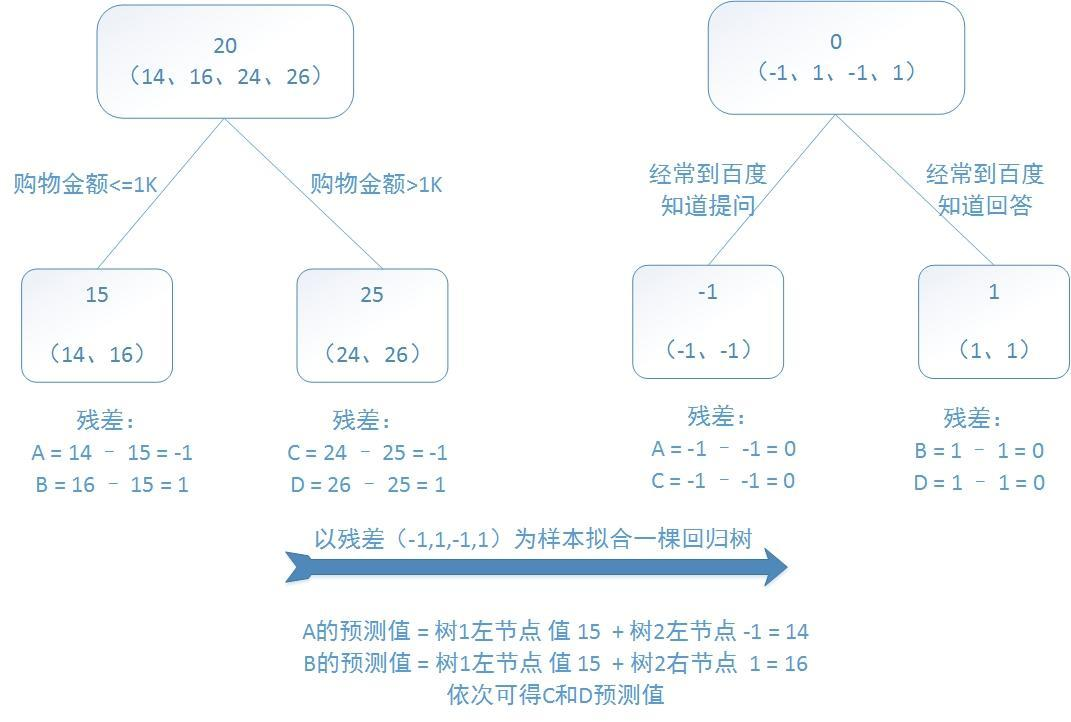 20
（14、16、24、26）
购物金额<=1K
购物金额>1K
15
（14、16）
25
（24、26）
残差：
A = 14 － 15 = -1
B = 16 － 15 = 1
残差：
C = 24 － 25 = -1
D = 26 － 25 = 1
0
（-1、1、-1、1）
经常到百度
知道提问
经常到百度
知道回答
-1
（-1、-1）
1
（1、1）
残差：
A = -1 － -1 = 0
C = -1 － -1 = 0
残差：
B = 1 － 1 = 0
D = 1 － 1 = 0
以残差（-1,1,-1,1）为样本拟合一棵回归树
A的预测值 = 树1左节点 值 15 + 树2左节点 -1 = 14
B的预测值 = 树1左节点 值 15 + 树2右节点 1 = 16
依次可得C和D预测值